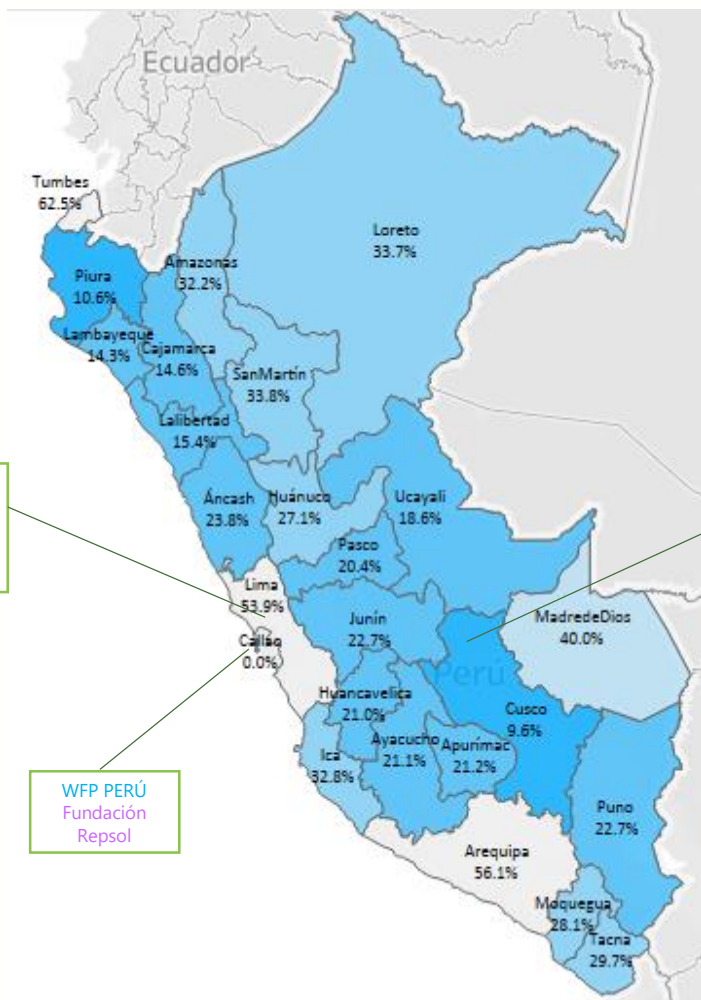 Ecuador
Tumbes
62.5%
Loreto
33.7%
Amazonas
32.2%
Piura
10.6%
Lambayeque
14.3%
Cajamarca
14.6%
SanMartín
33.8%
Lalibertad
15.4%
Áncash
23.8%
Huánuco
27.1%
Ucayali
18.6%
Pasco
20.4%
Lima
53.9%
Callao
0.0%
Junín
22.7%
MadredeDios
40.0%
Perú
Huancavelica
21.0%
Cusco
9.6%
Ica
32.8%
Ayacucho
21.1%
Apurímac
21.2%
Puno
22.7%
WFP PERÚ
Fundación
Repsol
Arequipa
56.1%
Moquegua
28.1%
Tacna
29.7%